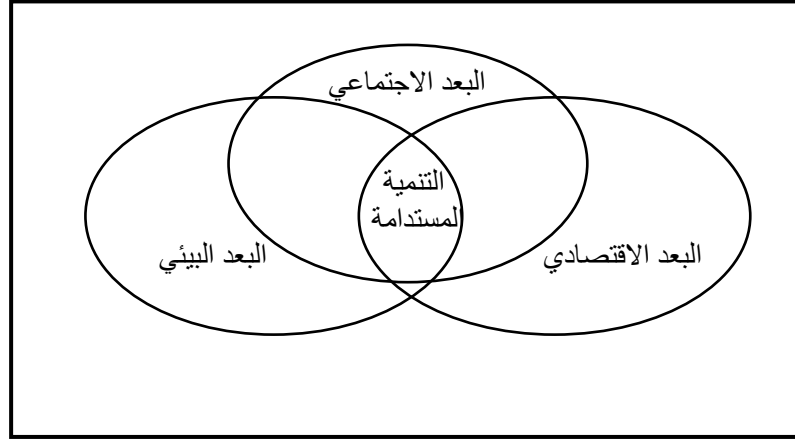 البعد الاجتماعي
التنمية
لمستدامة
البعد الاقتصادي
البعد البيئي